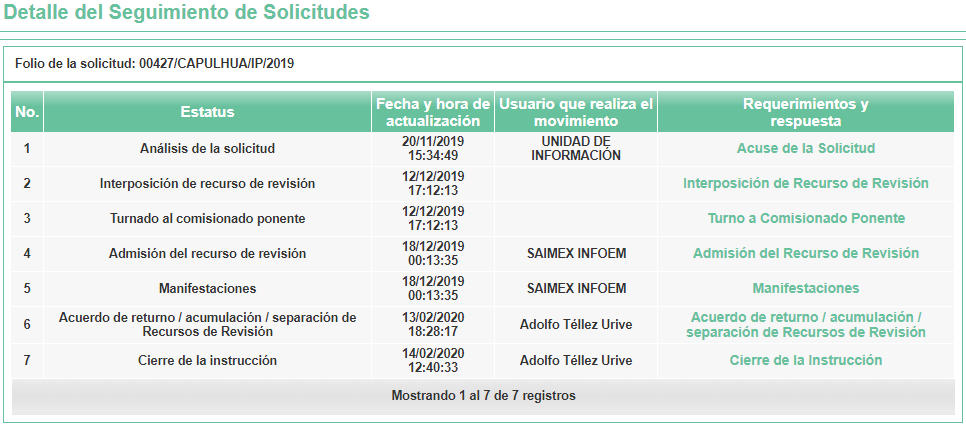 Detalle del Seguimiento de Solicitudes
Folio de la solicitud: 00427/CAPULHUA/IP/2019
No. Estatus Fecha y hora de actualización Usuario que realiza el movimiento Requerimientos y respuesta
1 Análisis de la solicitud 20/11/2019 15:34:49 UNIDAD DE INFORMACIÓN Acuse de la Solicitud
2 Interposición de recurso de revisión 12/12/2019 17:12:13 Interposición de Recurso de Revisión
3 Turnado al comisionado ponente 12/12/2019 17:12:13 Turno a Comisionado Ponente
4 Admisión del recurso de revisión 18/12/2019 00:13:35 SAIMEX INFOEM Admisión del Recurso de Revisión
5 Manifestaciones 18/12/2019 00:13:35 SAIMEX INFOEM Manifestaciones
6 Acuerdo de returno / acumulación / separación de Recursos de Revisión 13/02/2020 18:28:17 Adolfo Téllez Urive Acuerdo de returno / acumulación / separación de Recursos de Revisión
7 Cierre de la instrucción 14/02/2020 12:40:33 Adolfo Téllez Urive Cierre de la Instrucción
Mostrando 1 al 7 de 7 registros